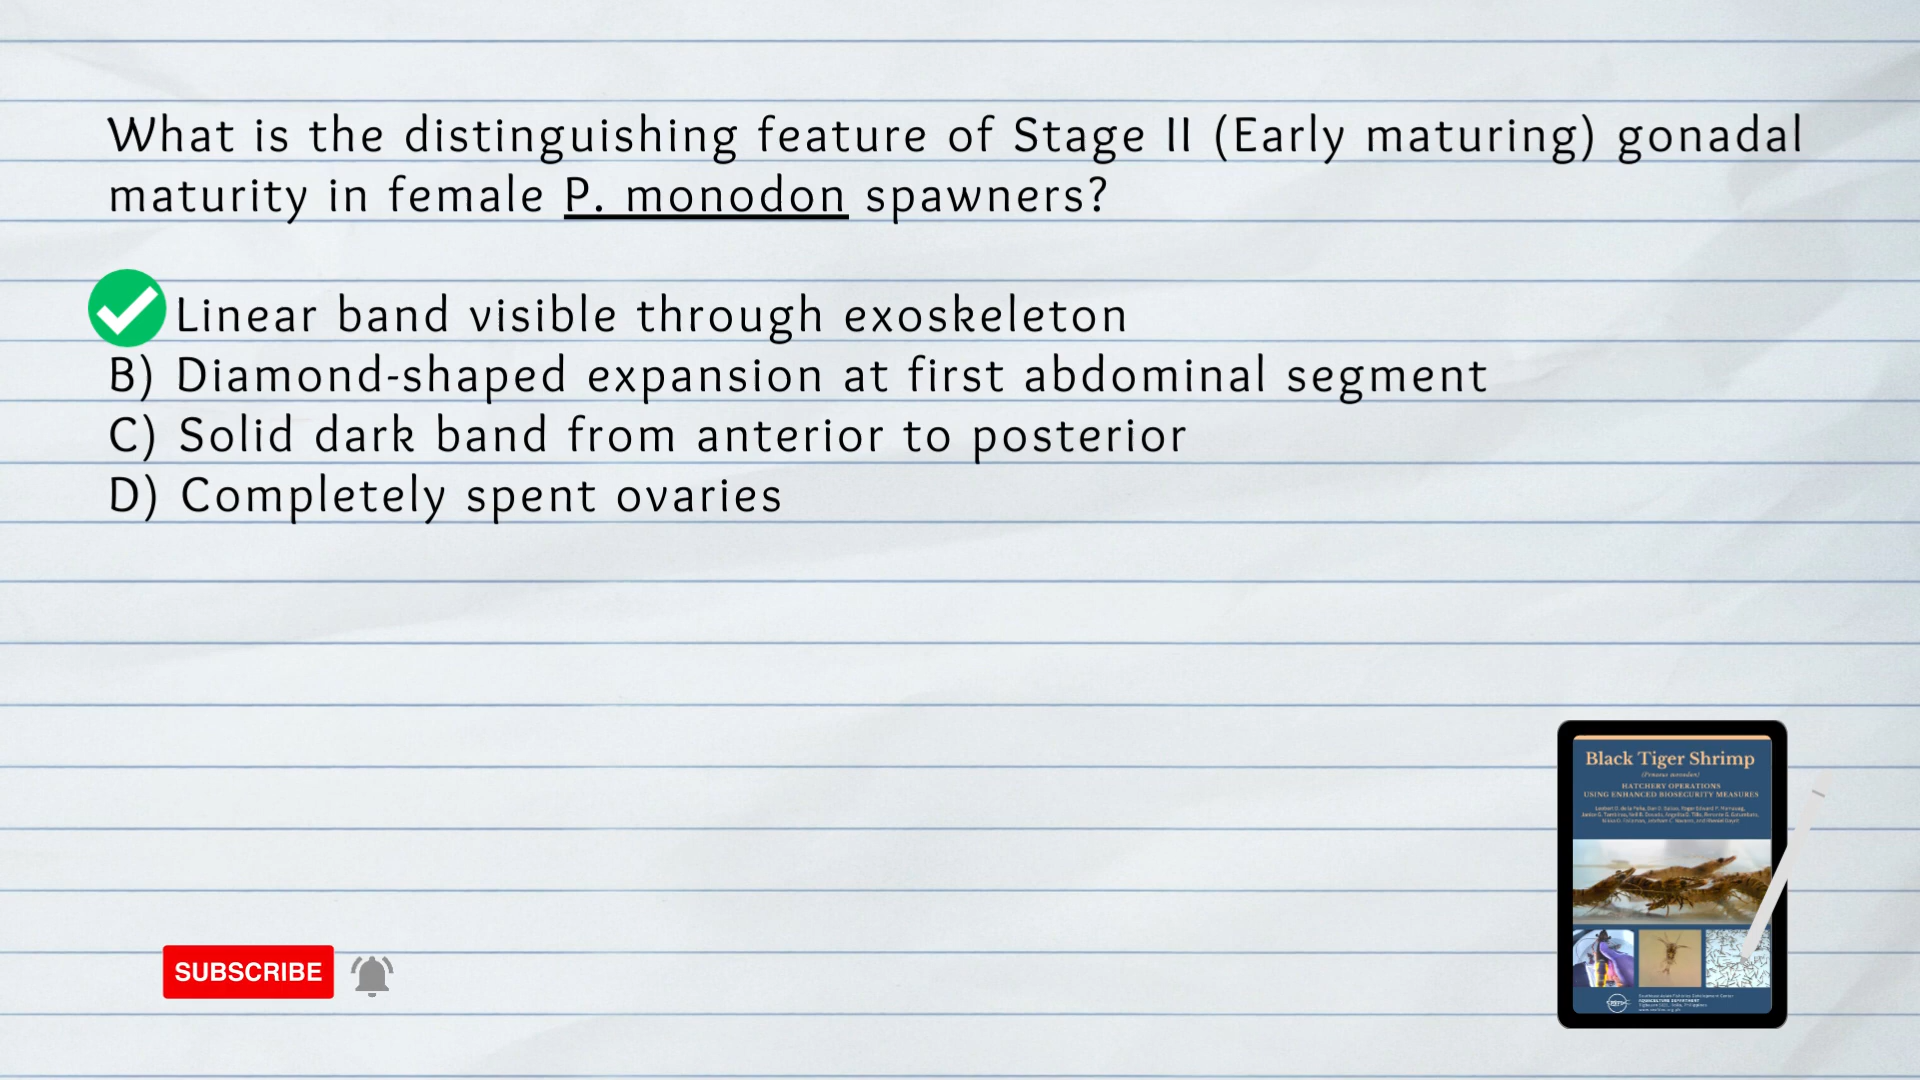 What is the distinguishing feature of Stage II (Early maturing) gonadal
maturity in female P. monodon spawners?
Linear band visible through exoskeleton
B) Diamond-shaped expansion at first abdominal segment
C) Solid dark band from anterior to posterior
D) Completely spent ovaries
Black Tiger Shrimp
(Penaeus monodon)
HATCHERY OPERATIONS
USING ENHANCED BIOSECURITY MEASURES
SUBSCRIBE